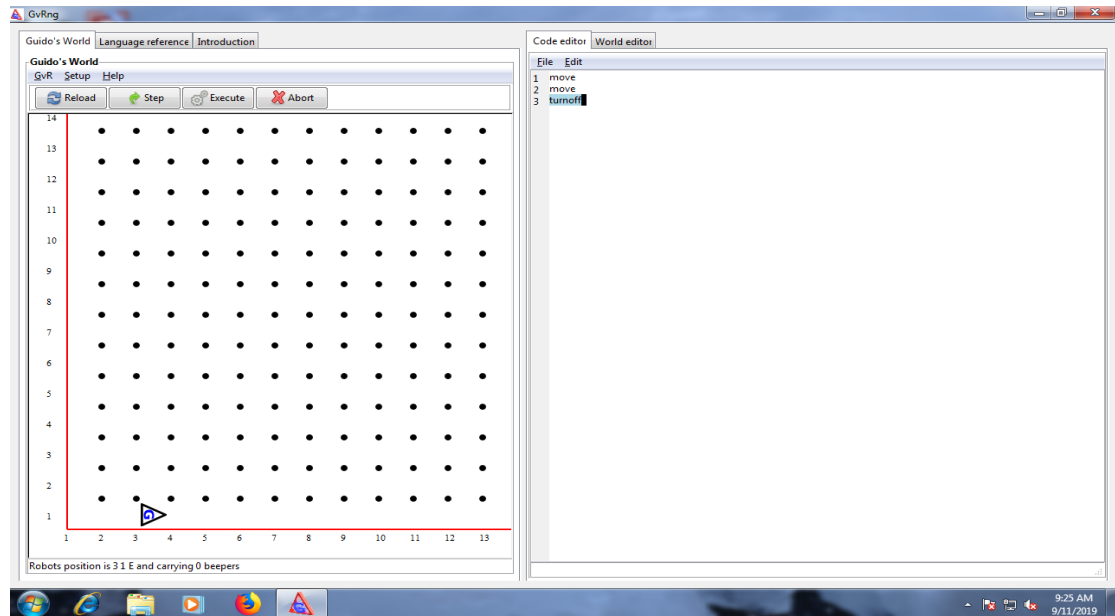 GvRng
Guido's World Language reference Introduction
Guido's World
GvR Setup Help
Reload Step Execute Abort
14
13
12
11
10
9
8
7
6
5
4
3
2
1
G
1 2 3 4 5 6 7 8 9 10 11 12 13
Robots position is 3 1 E and carrying 0 beepers
Code editor World editor
File Edit
1 move
2 move
3 turnoff
9:25 AM
9/11/2019